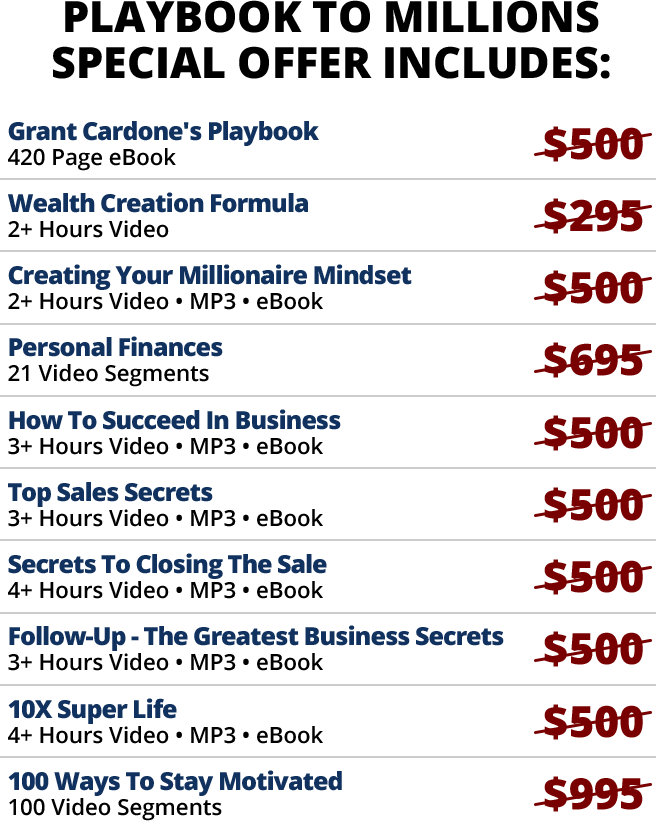 PLAYBOOK TO MILLIONS
SPECIAL OFFER INCLUDES:
Grant Cardone's Playbook
420 Page eBook
$500
Wealth Creation Formula
2+ Hours Video
$295
Creating Your Millionaire Mindset
2+ Hours Video • MP3 • eBook
$500
Personal Finances
21 Video Segments
$695
How To Succeed In Business
3+ Hours Video • MP3 • eBook
$500
Top Sales Secrets
3+ Hours Video • MP3 • eBook
$500
Secrets To Closing The Sale
4+ Hours Video • MP3 • eBook
$500
Follow-Up - The Greatest Business Secrets
3+ Hours Video • MP3 • eBook
$500
10X Super Life
4+ Hours Video • MP3 • eBook
$500
100 Ways To Stay Motivated
100 Video Segments
$995